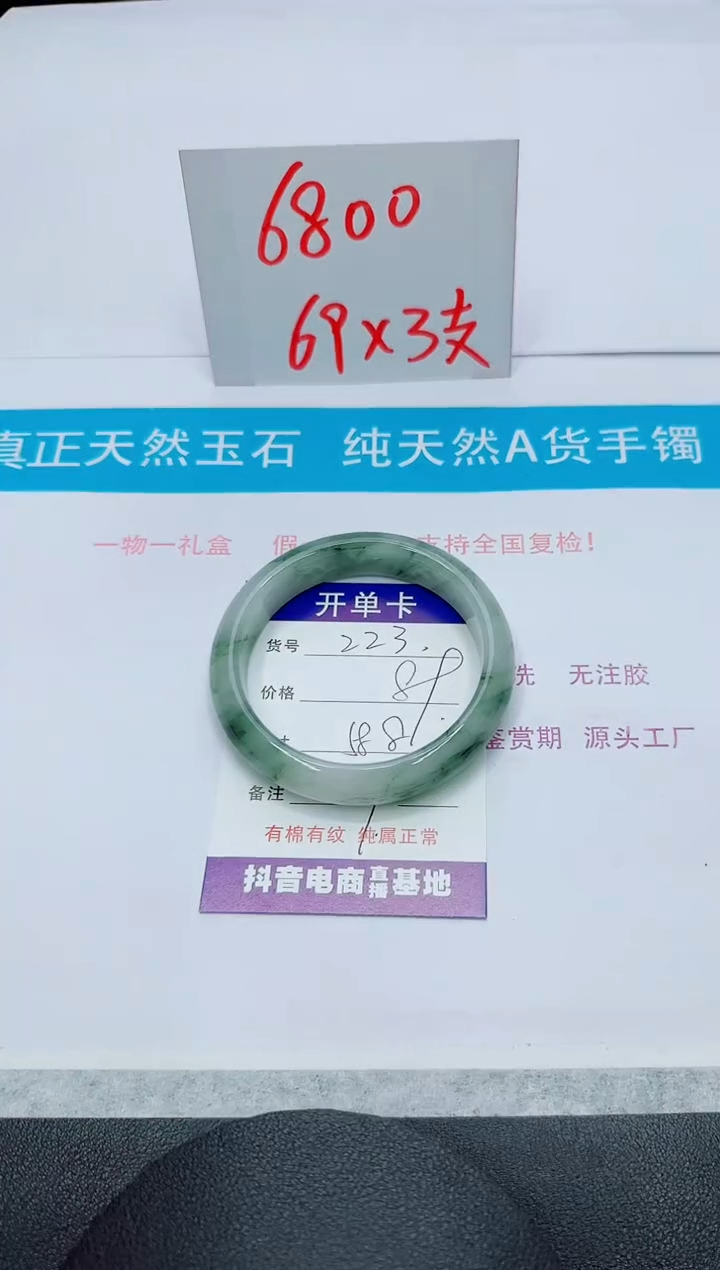 6800
69x3支
真正天然玉石 纯天然A货手镯
一物一礼盒 假 支持全国复检!
开单卡
货号 223.
洗 无注胶
价格 89
鉴赏期 源头工厂
备注
有棉有纹 纯属正常
抖音电商直播基地